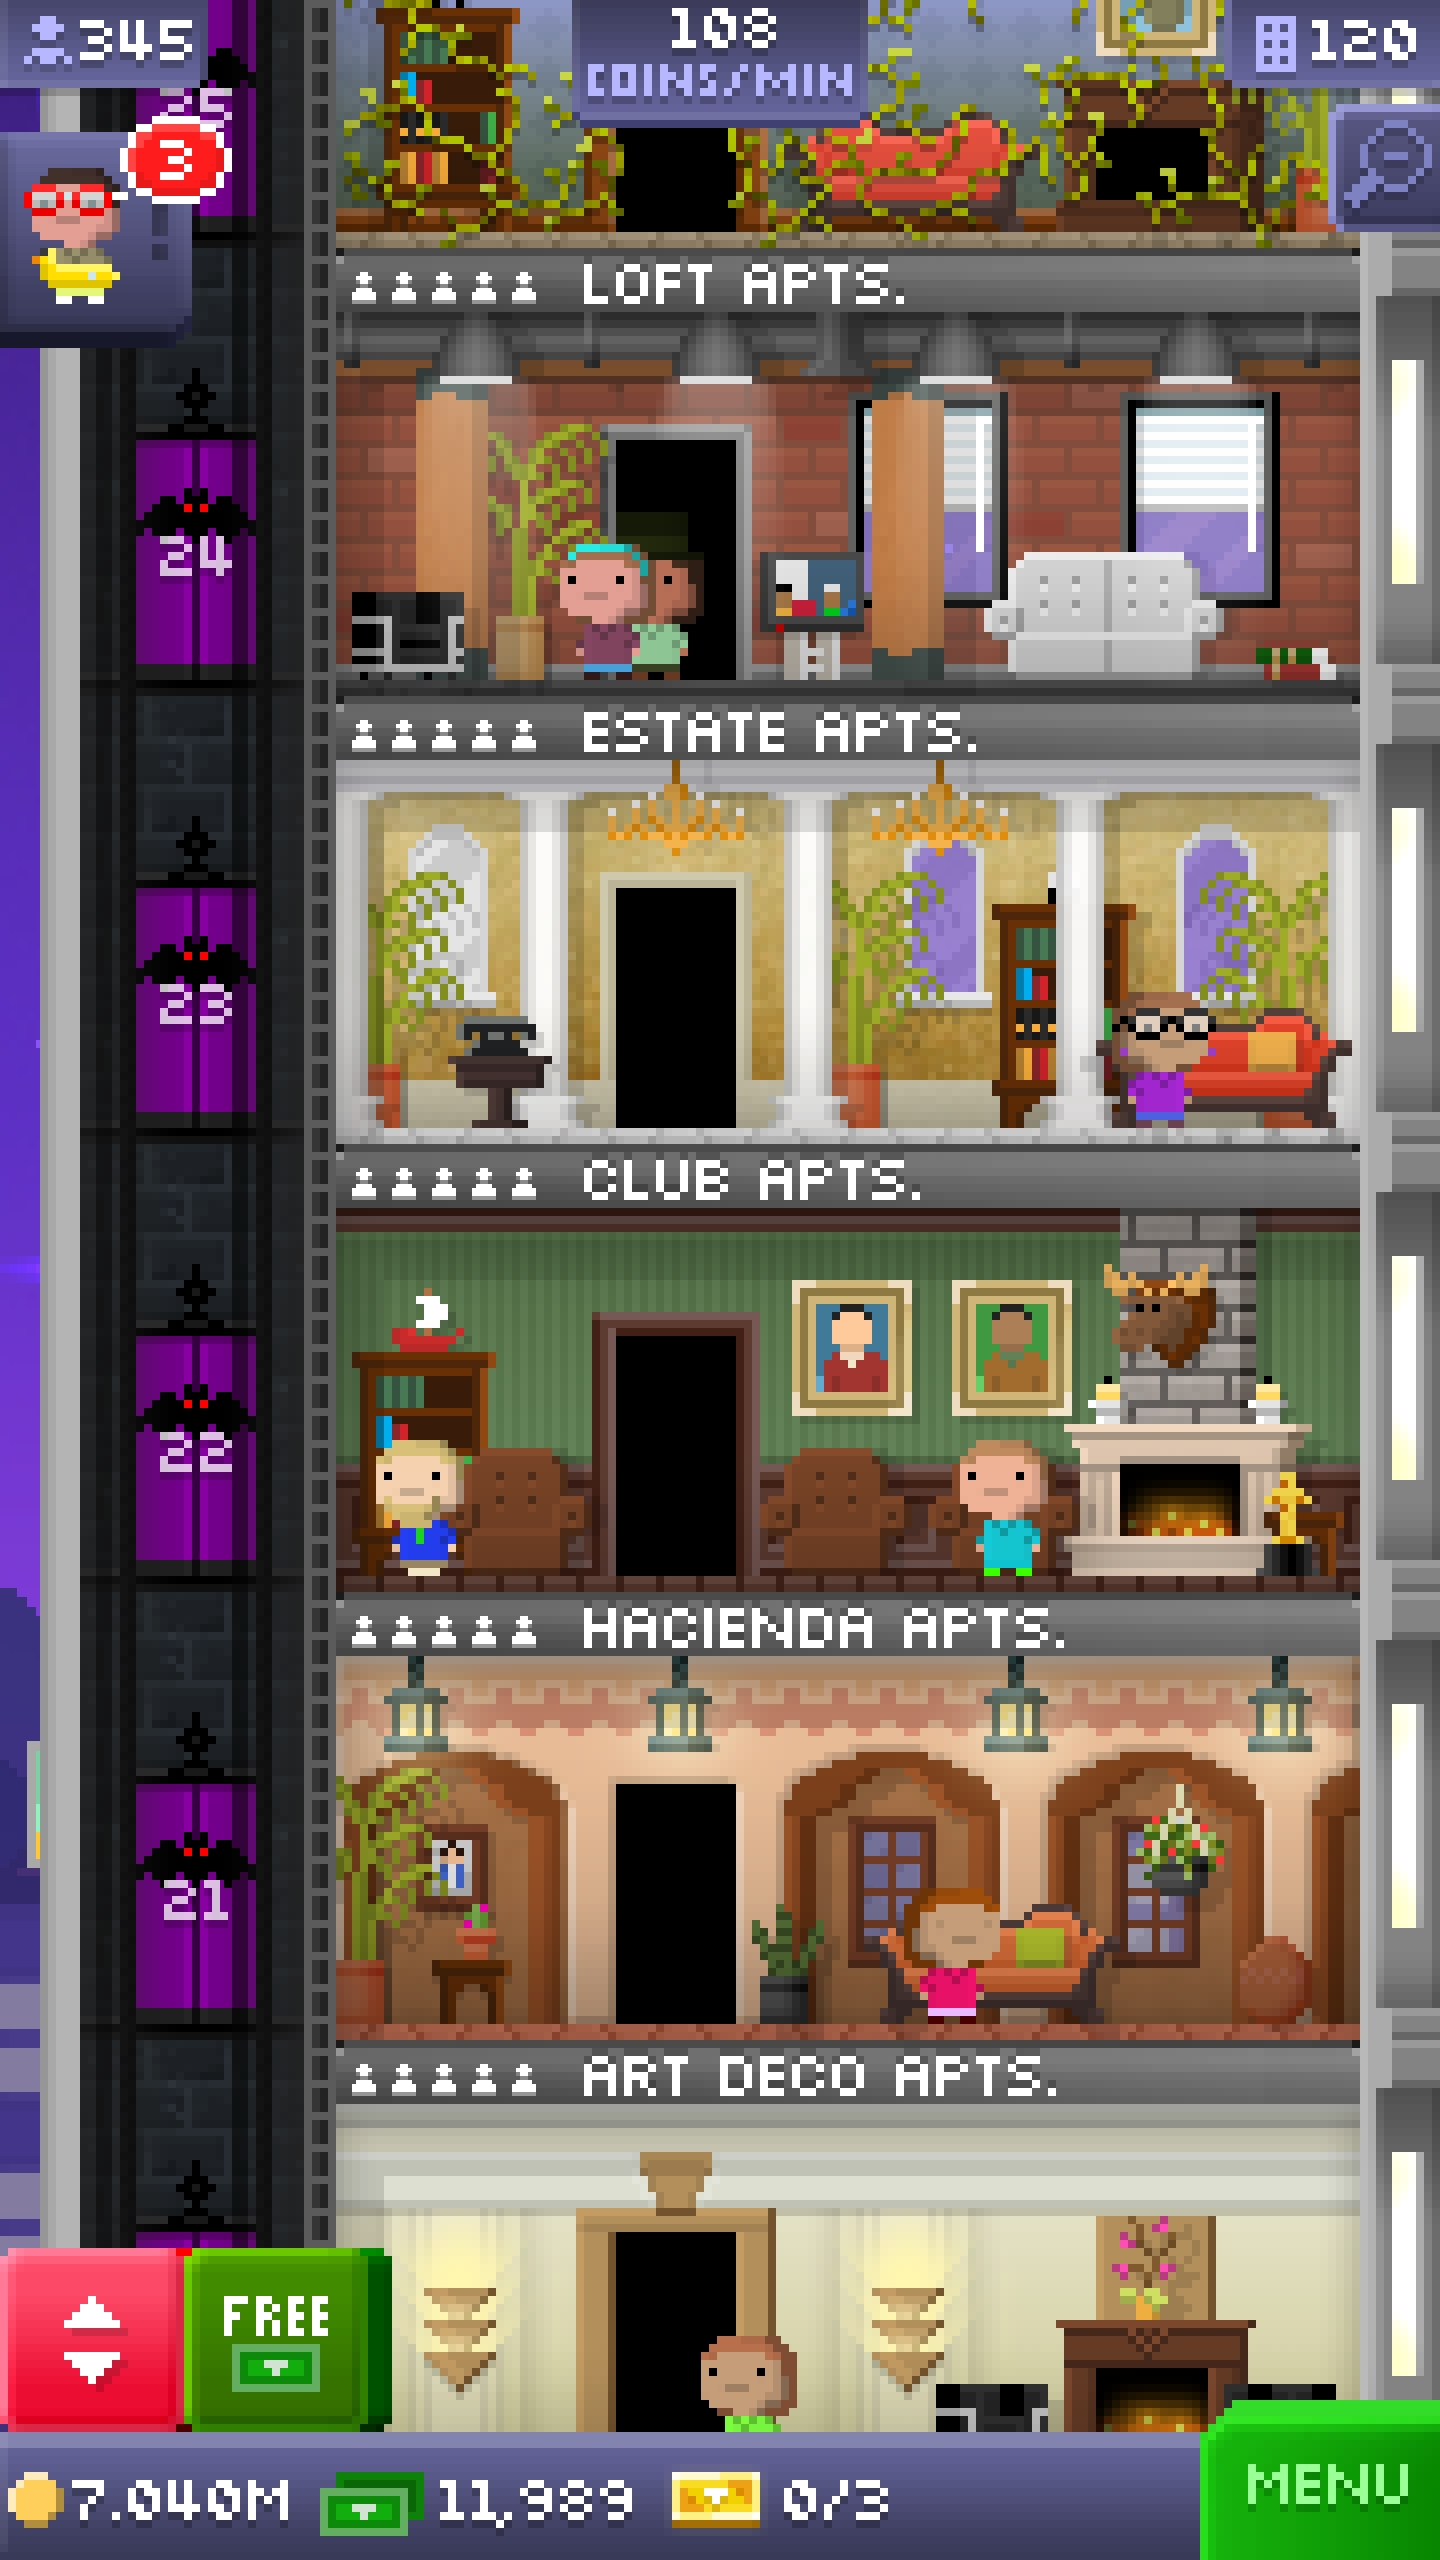 345
108
COINS/MIN
120
25
3
LOFT APTS.
24
ESTATE APTS.
23
CLUB APTS.
22
HACIENDA APTS.
21
ART DECO APTS.
FREE
7.040M
11,989
0/3
MENU